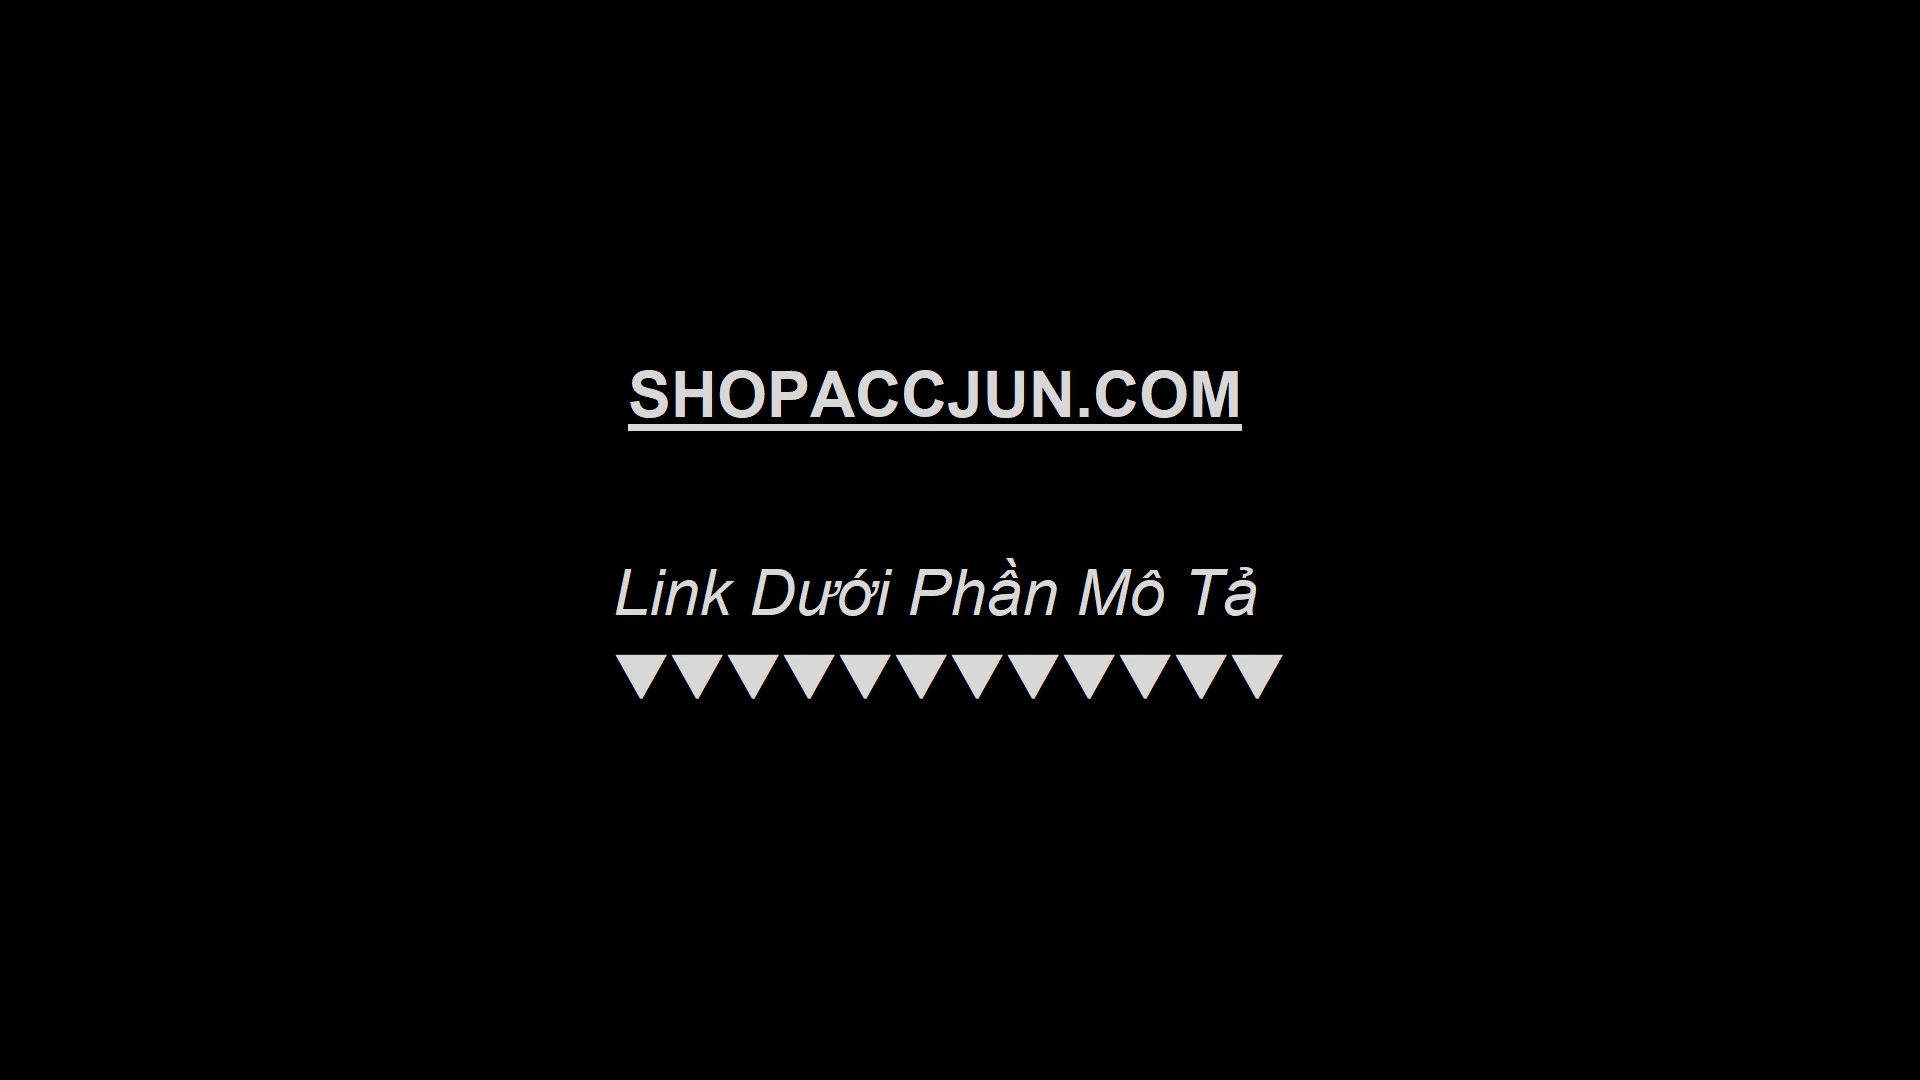 SHOPACCJUN.COM
Link Dưới Phần Mô Tả
▼▼▼▼▼▼▼▼▼▼▼▼